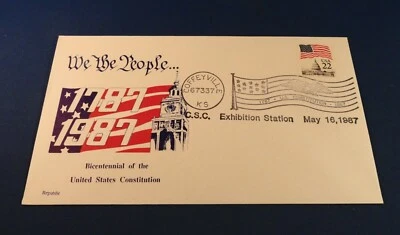 We The People...
1787
1987
Bicentennial of the
United States Constitution
COFFEYVILLE
67337
KS
USA
22
C.S.C. Exhibition Station May 16, 1987